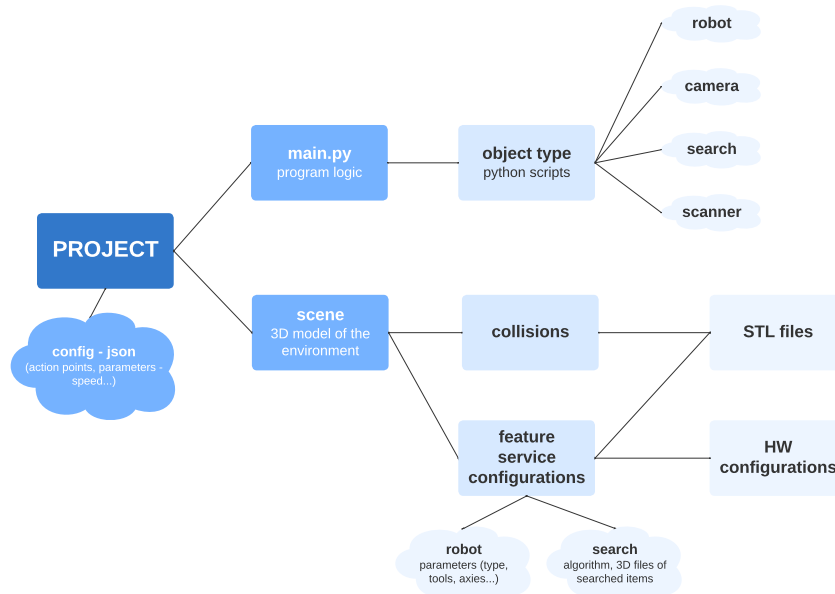 robot
camera
search
scanner
main.py
program logic
object type
python scripts
PROJECT
config - json
(action points, parameters -
speed...)
scene
3D model of the
environment
collisions
STL files
feature
service
configurations
HW
configurations
robot
parameters (type,
tools, axies...)
search
algorithm, 3D files of
searched items